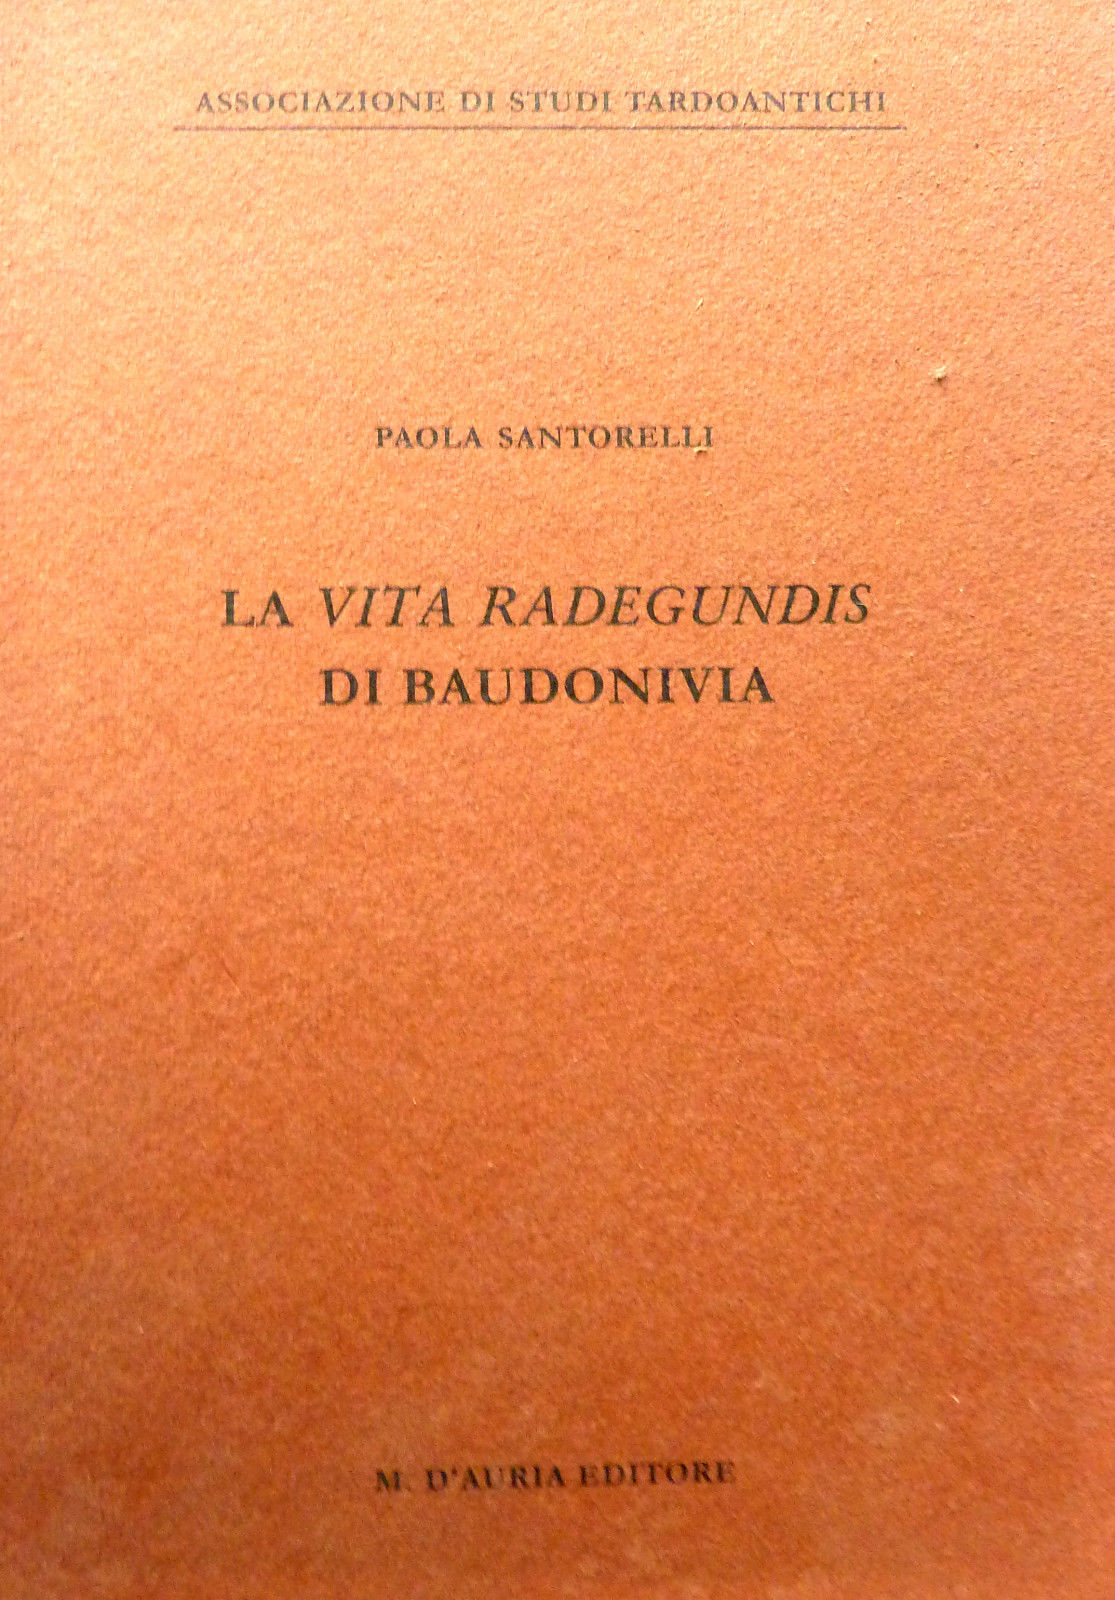 ASSOCIAZIONE DI STUDI TARDOANTICHI
PAOLA SANTORELLI
LA VITA RADEGUNDIS
DI BAUDONIVIA
M. D'AURIA EDITORE